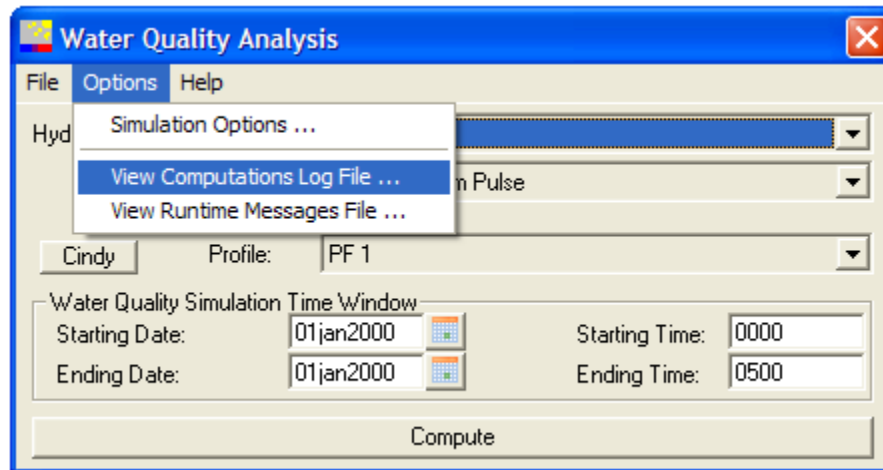 Water Quality Analysis
File Options Help
Simulation Options ...
Hyd
View Computations Log File ...
Pulse
View Runtime Messages File ...
Cindy Profile: PF 1
Water Quality Simulation Time Window
Starting Date: 01jan2000 Starting Time: 0000
Ending Date: 01jan2000 Ending Time: 0500
Compute